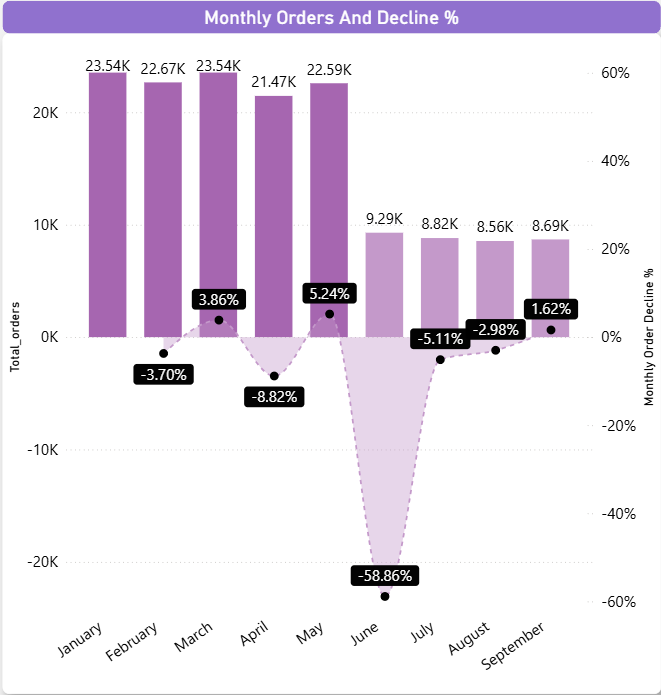 Monthly Orders And Decline %
23.54K
22.67K
23.54K
21.47K
22.59K
9.29K
8.82K
8.56K
8.69K
20K
10K
0K
-10K
-20K
Total_orders
60%
40%
20%
0%
-20%
-40%
-60%
Monthly Order Decline %
-3.70%
3.86%
-8.82%
5.24%
-58.86%
-5.11%
-2.98%
1.62%
January
February
March
April
May
June
July
August
September